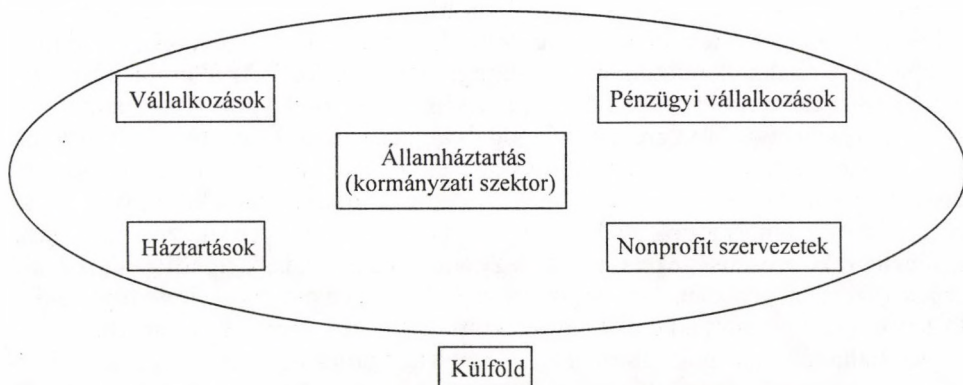 Vállalkozások
Pénzügyi vállalkozások
Államháztartás
(kormányzati szektor)
Háztartások
Nonprofit szervezetek
Külföld